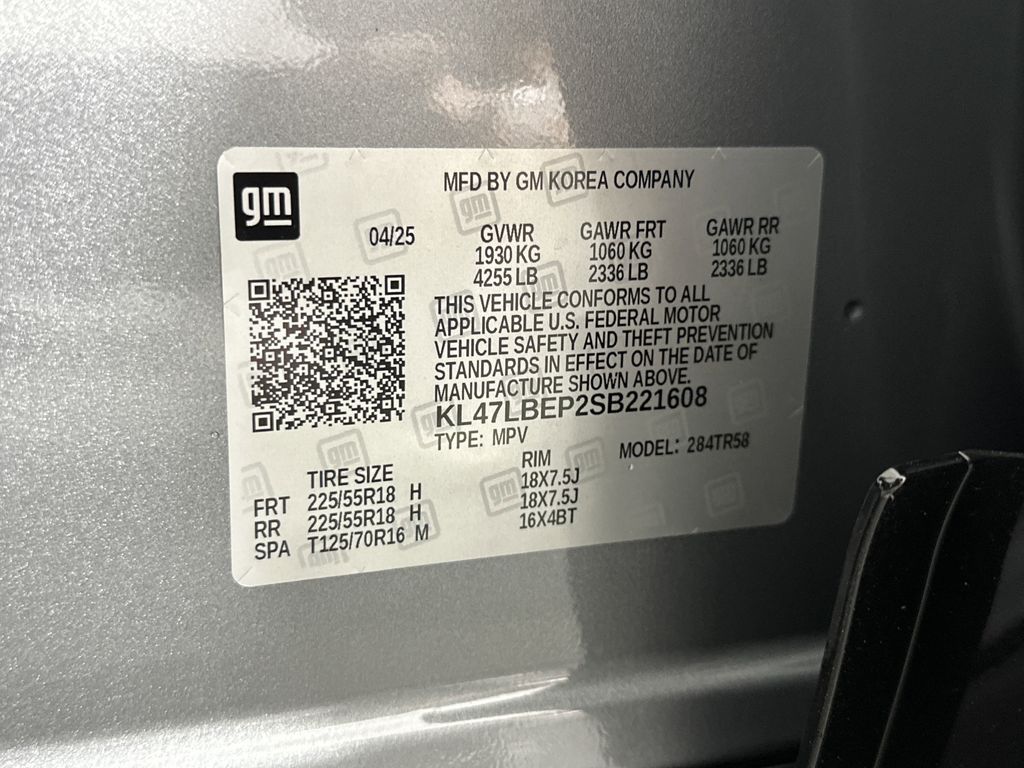 gm
MFD BY GM KOREA COMPANY
04/25
GVWR GAWR FRT GAWR RR
1930 KG 1060 KG 1060 KG
4255 LB 2336 LB 2336 LB
THIS VEHICLE CONFORMS TO ALL
APPLICABLE U.S. FEDERAL MOTOR
VEHICLE SAFETY AND THEFT PREVENTION
STANDARDS IN EFFECT ON THE DATE OF
MANUFACTURE SHOWN ABOVE.
KL47LBEP2SB221608
TYPE: MPV MODEL: 284TR58
TIRE SIZE RIM
FRT 225/55R18 H 18X7.5J
RR 225/55R18 H 18X7.5J
SPA T125/70R16 M 16X4BT